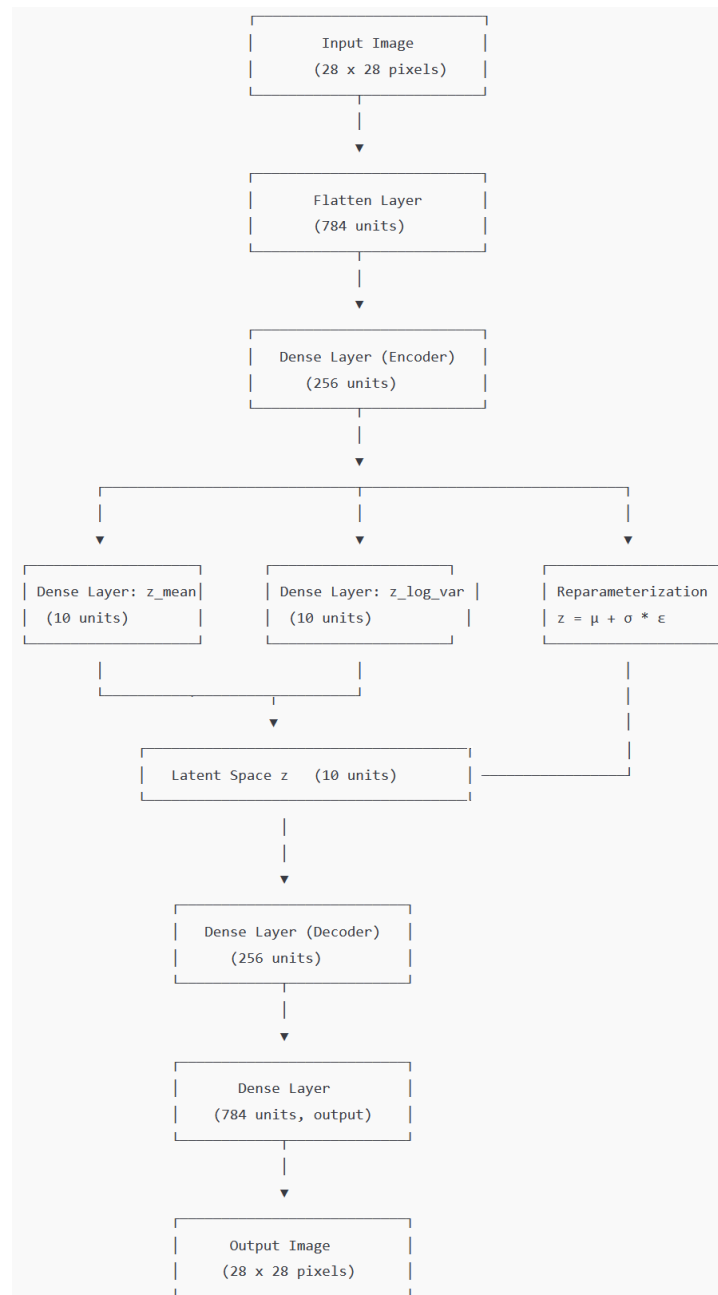 Input Image
(28 x 28 pixels)
Flatten Layer
(784 units)
Dense Layer (Encoder)
(256 units)
Dense Layer: z_mean
(10 units)
Dense Layer: z_log_var
(10 units)
Reparameterization
z = μ + σ * ε
Latent Space z (10 units)
Dense Layer (Decoder)
(256 units)
Dense Layer
(784 units, output)
Output Image
(28 x 28 pixels)